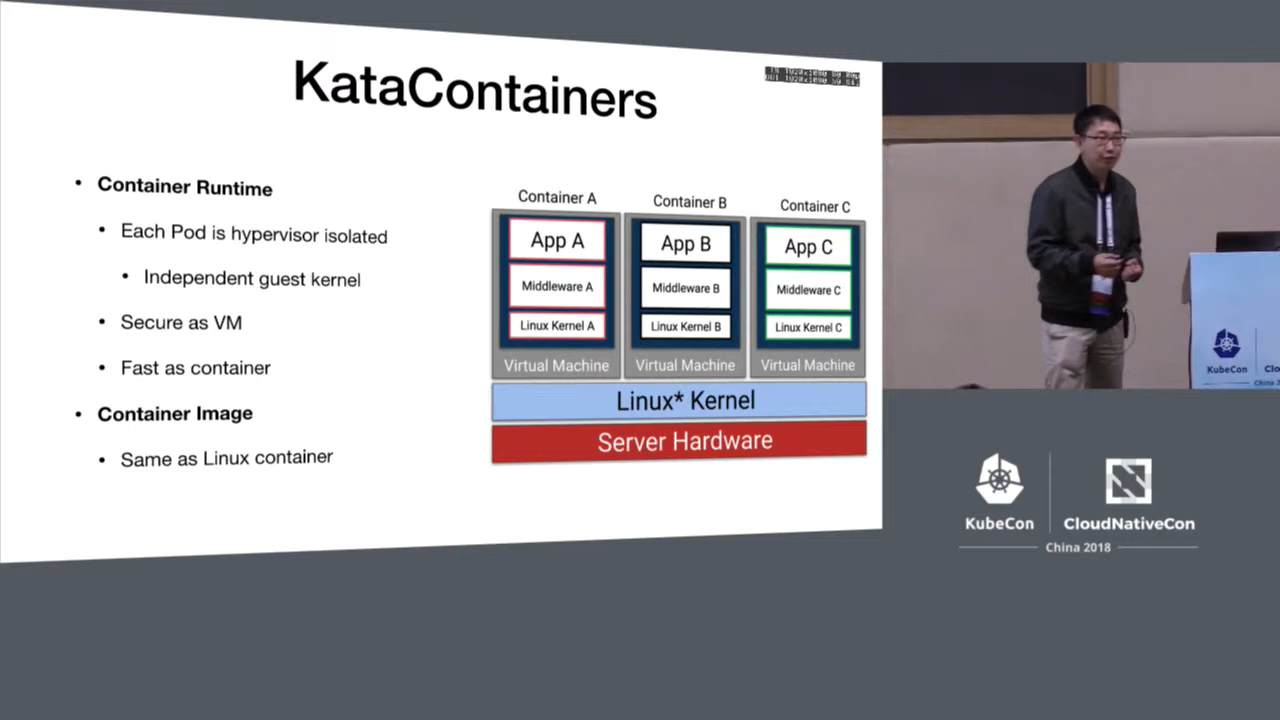 KataContainers
• Container Runtime
• Each Pod is hypervisor isolated
• Independent guest kernel
• Secure as VM
• Fast as container
• Container Image
• Same as Linux container
Container A
Container B
Container C
App A
App B
App C
Middleware A
Middleware B
Middleware C
Linux Kernel A
Linux Kernel B
Linux Kernel C
Virtual Machine
Virtual Machine
Virtual Machine
Linux* Kernel
Server Hardware
KubeCon
KubeCon
CloudNativeCon
China 2018